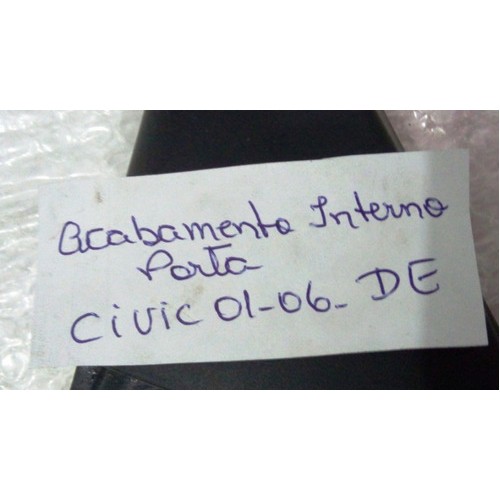 Acabamento Interno
Porta
Civic 01-06- DE